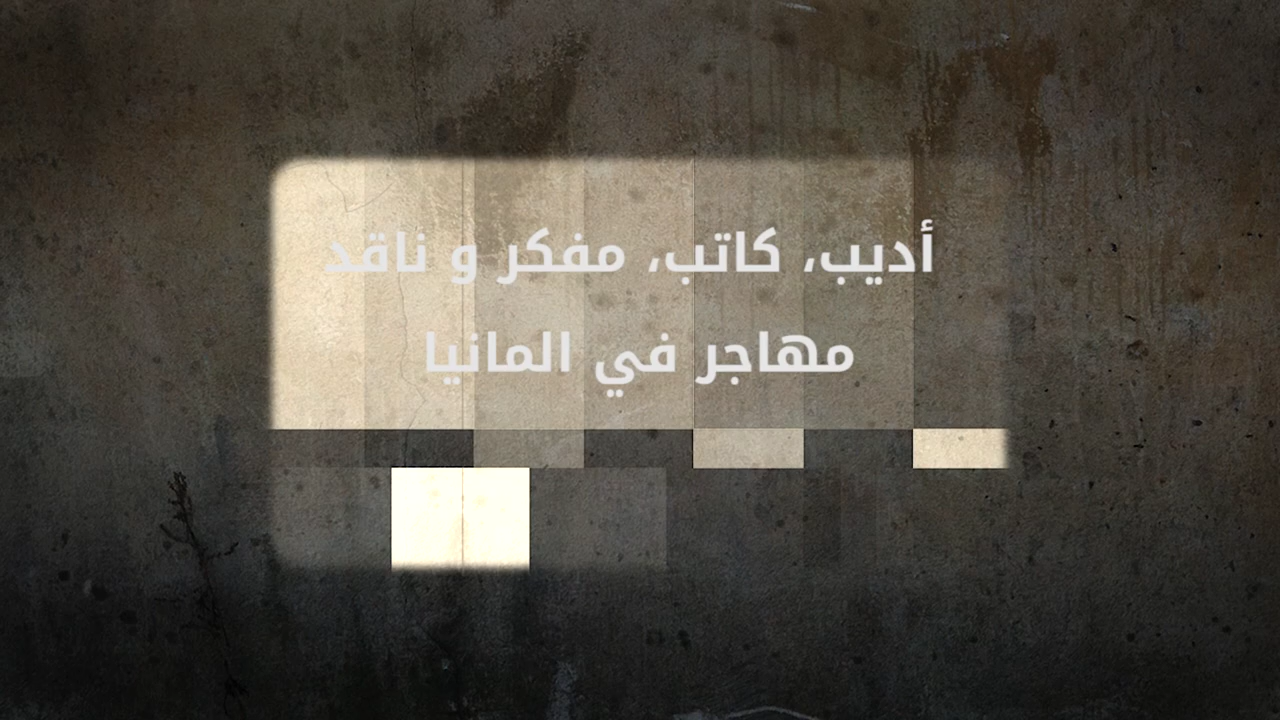 أديب، كاتب، مفكر و ناقد
مهاجر في المانيا